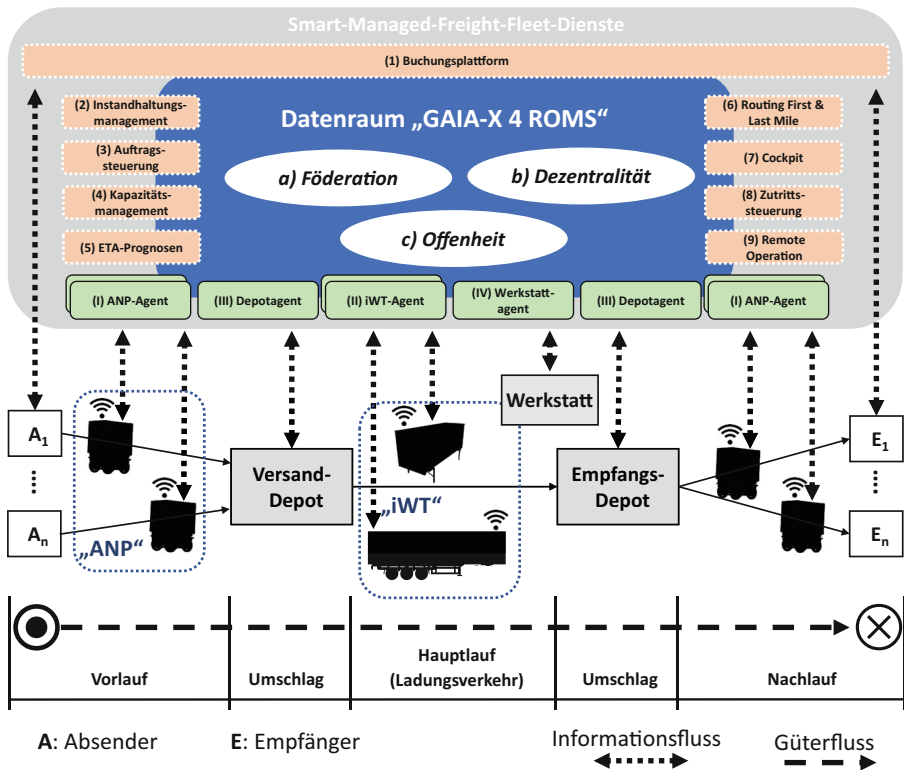 Smart-Managed-Freight-Fleet-Dienste
(1) Buchungsplattform
(2) Instandhaltungs-
management
(3) Auftrags-
steuerung
(4) Kapazitäts-
management
(5) ETA-Prognosen
Datenraum „GAIA-X 4 ROMS“
a) Föderation
b) Dezentralität
c) Offenheit
(6) Routing First &
Last Mile
(7) Cockpit
(8) Zutritts-
steuerung
(9) Remote
Operation
(I) ANP-Agent
(III) Depotagent
(II) iWT-Agent
(IV) Werkstatt-
agent
(III) Depotagent
(I) ANP-Agent
A1
An
„ANP“
Versand-
Depot
„iWT“
Werkstatt
Empfangs-
Depot
E1
En
Vorlauf
Umschlag
Hauptlauf
(Ladungsverkehr)
Umschlag
Nachlauf
A: Absender
E: Empfänger
Informationsfluss
Güterfluss